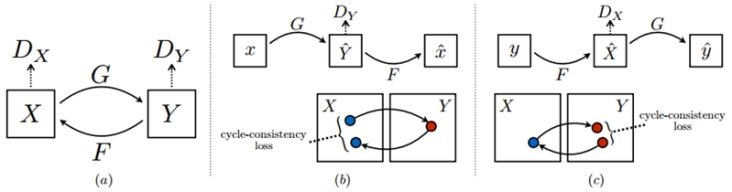 D_X
D_Y
G
X
Y
F
(a)
D_Y
G
x
Ŷ
x̂
F
X
Y
cycle-consistency
loss
(b)
D_X
G
y
X̂
ŷ
F
X
Y
cycle-consistency
loss
(c)